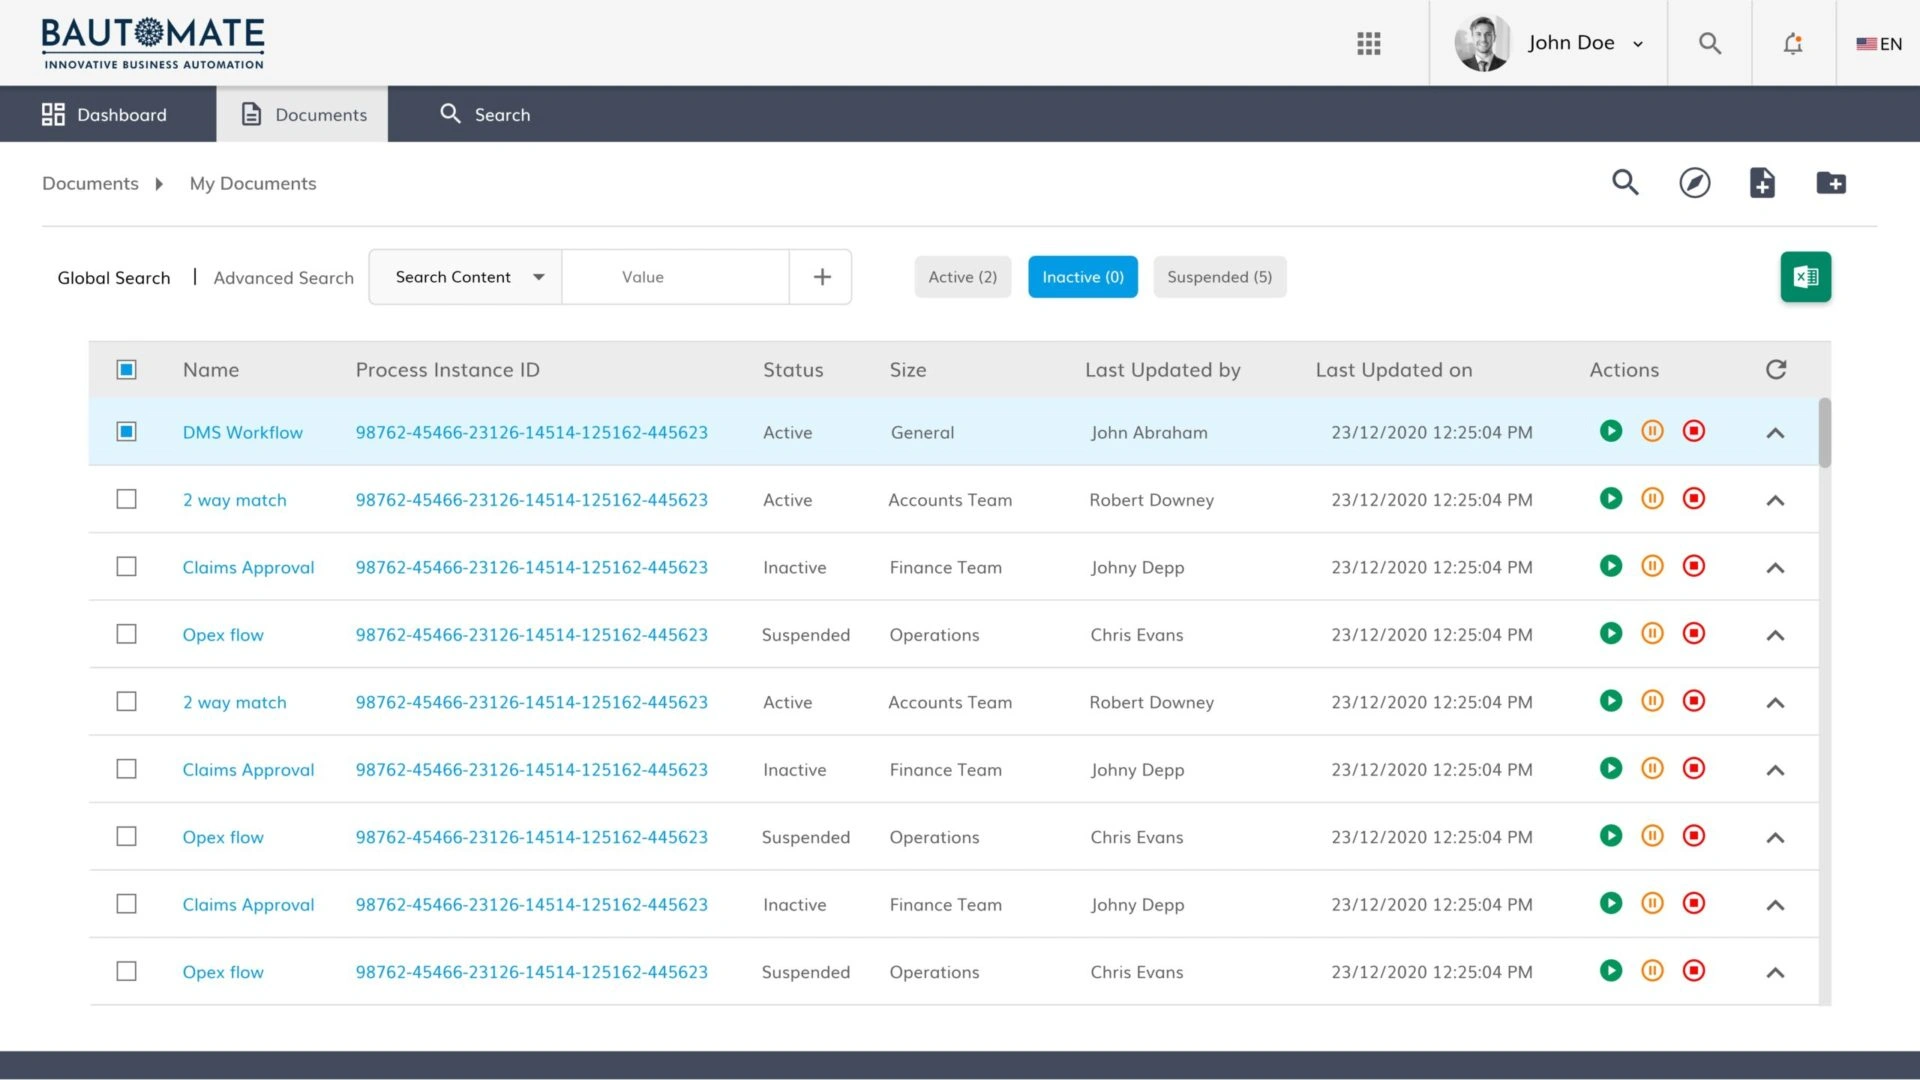 BAUTOMATE
INNOVATIVE BUSINESS AUTOMATION
John Doe
EN
Dashboard
Documents
Search
Documents My Documents
Global Search | Advanced Search
Search Content
Value
+
Active (2)
Inactive (0)
Suspended (5)
Name Process Instance ID Status Size Last Updated by Last Updated on Actions
DMS Workflow 98762-45466-23126-14514-125162-445623 Active General John Abraham 23/12/2020 12:25:04 PM
2 way match 98762-45466-23126-14514-125162-445623 Active Accounts Team Robert Downey 23/12/2020 12:25:04 PM
Claims Approval 98762-45466-23126-14514-125162-445623 Inactive Finance Team Johny Depp 23/12/2020 12:25:04 PM
Opex flow 98762-45466-23126-14514-125162-445623 Suspended Operations Chris Evans 23/12/2020 12:25:04 PM
2 way match 98762-45466-23126-14514-125162-445623 Active Accounts Team Robert Downey 23/12/2020 12:25:04 PM
Claims Approval 98762-45466-23126-14514-125162-445623 Inactive Finance Team Johny Depp 23/12/2020 12:25:04 PM
Opex flow 98762-45466-23126-14514-125162-445623 Suspended Operations Chris Evans 23/12/2020 12:25:04 PM
Claims Approval 98762-45466-23126-14514-125162-445623 Inactive Finance Team Johny Depp 23/12/2020 12:25:04 PM
Opex flow 98762-45466-23126-14514-125162-445623 Suspended Operations Chris Evans 23/12/2020 12:25:04 PM